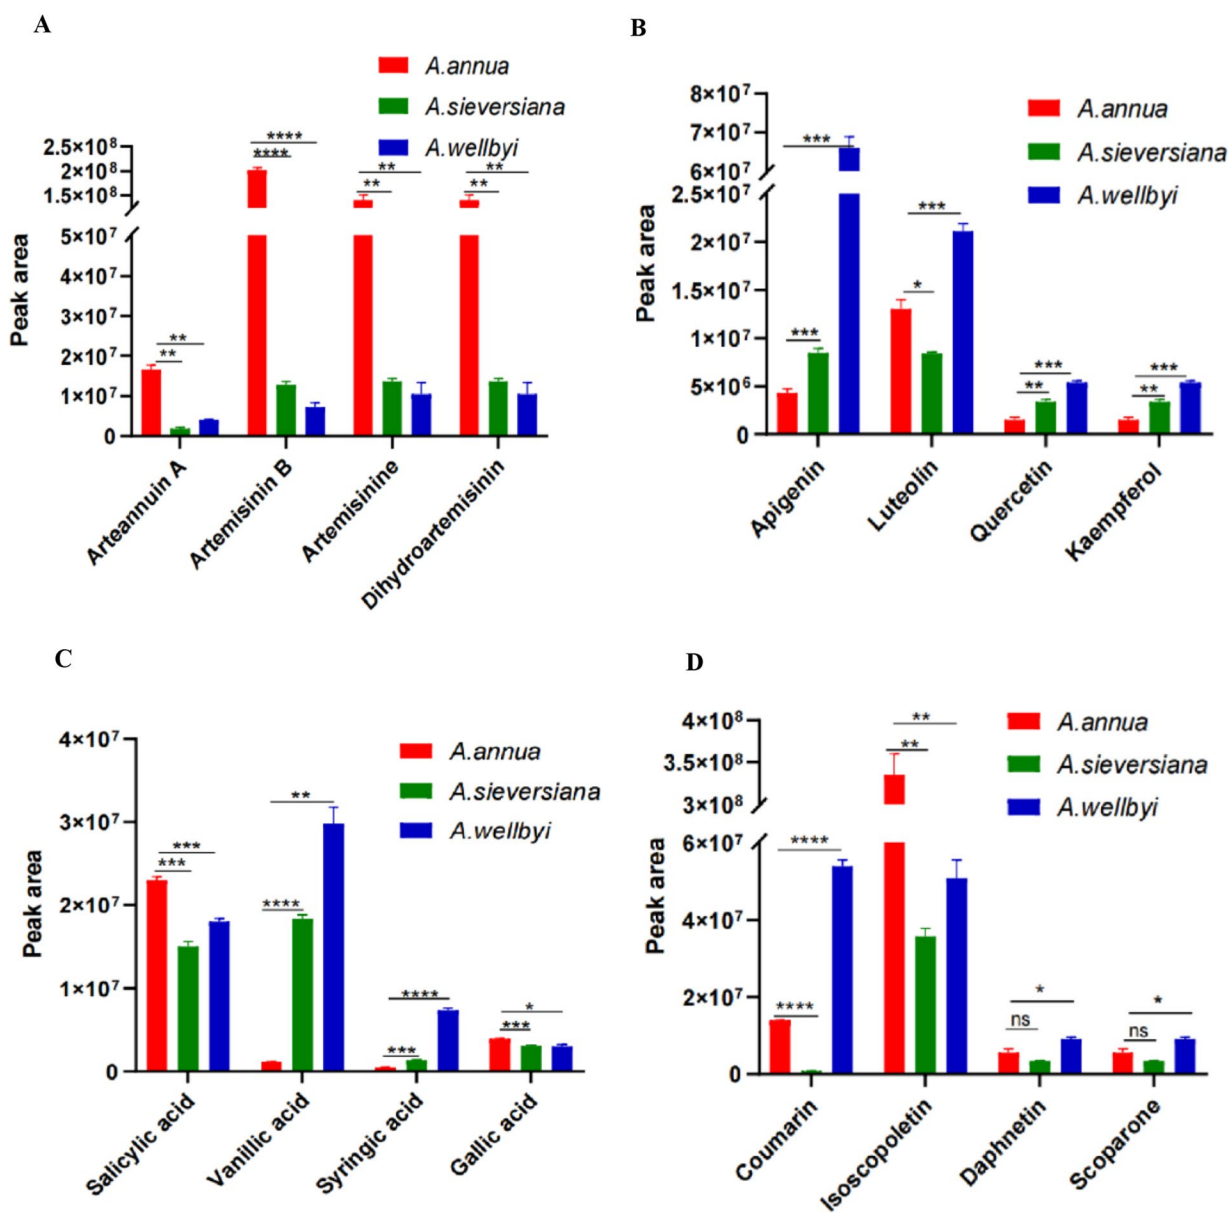 A
A.annua
A.sieversiana
A.wellbyi
Peak area
2.5×10⁸
2×10⁸
1.5×10⁸
5×10⁷
4×10⁷
3×10⁷
2×10⁷
1×10⁷
0
**
**
****
****
**
**
**
**
Arteannuin A
Artemisinin B
Artemisinine
Dihydroartemisinin
B
A.annua
A.sieversiana
A.wellbyi
Peak area
8×10⁷
7×10⁷
6×10⁷
2.5×10⁷
2×10⁷
1.5×10⁷
1×10⁷
5×10⁶
0
***
***
***
*
***
**
***
**
Apigenin
Luteolin
Quercetin
Kaempferol
C
A.annua
A.sieversiana
A.wellbyi
Peak area
4×10⁷
3×10⁷
2×10⁷
1×10⁷
0
***
***
**
****
****
***
*
***
Salicylic acid
Vanillic acid
Syringic acid
Gallic acid
D
A.annua
A.sieversiana
A.wellbyi
Peak area
4×10⁸
3.5×10⁸
3×10⁸
6×10⁷
4×10⁷
2×10⁷
0
****
****
**
**
*
ns
*
ns
Coumarin
Isoscopoletin
Daphnetin
Scoparone